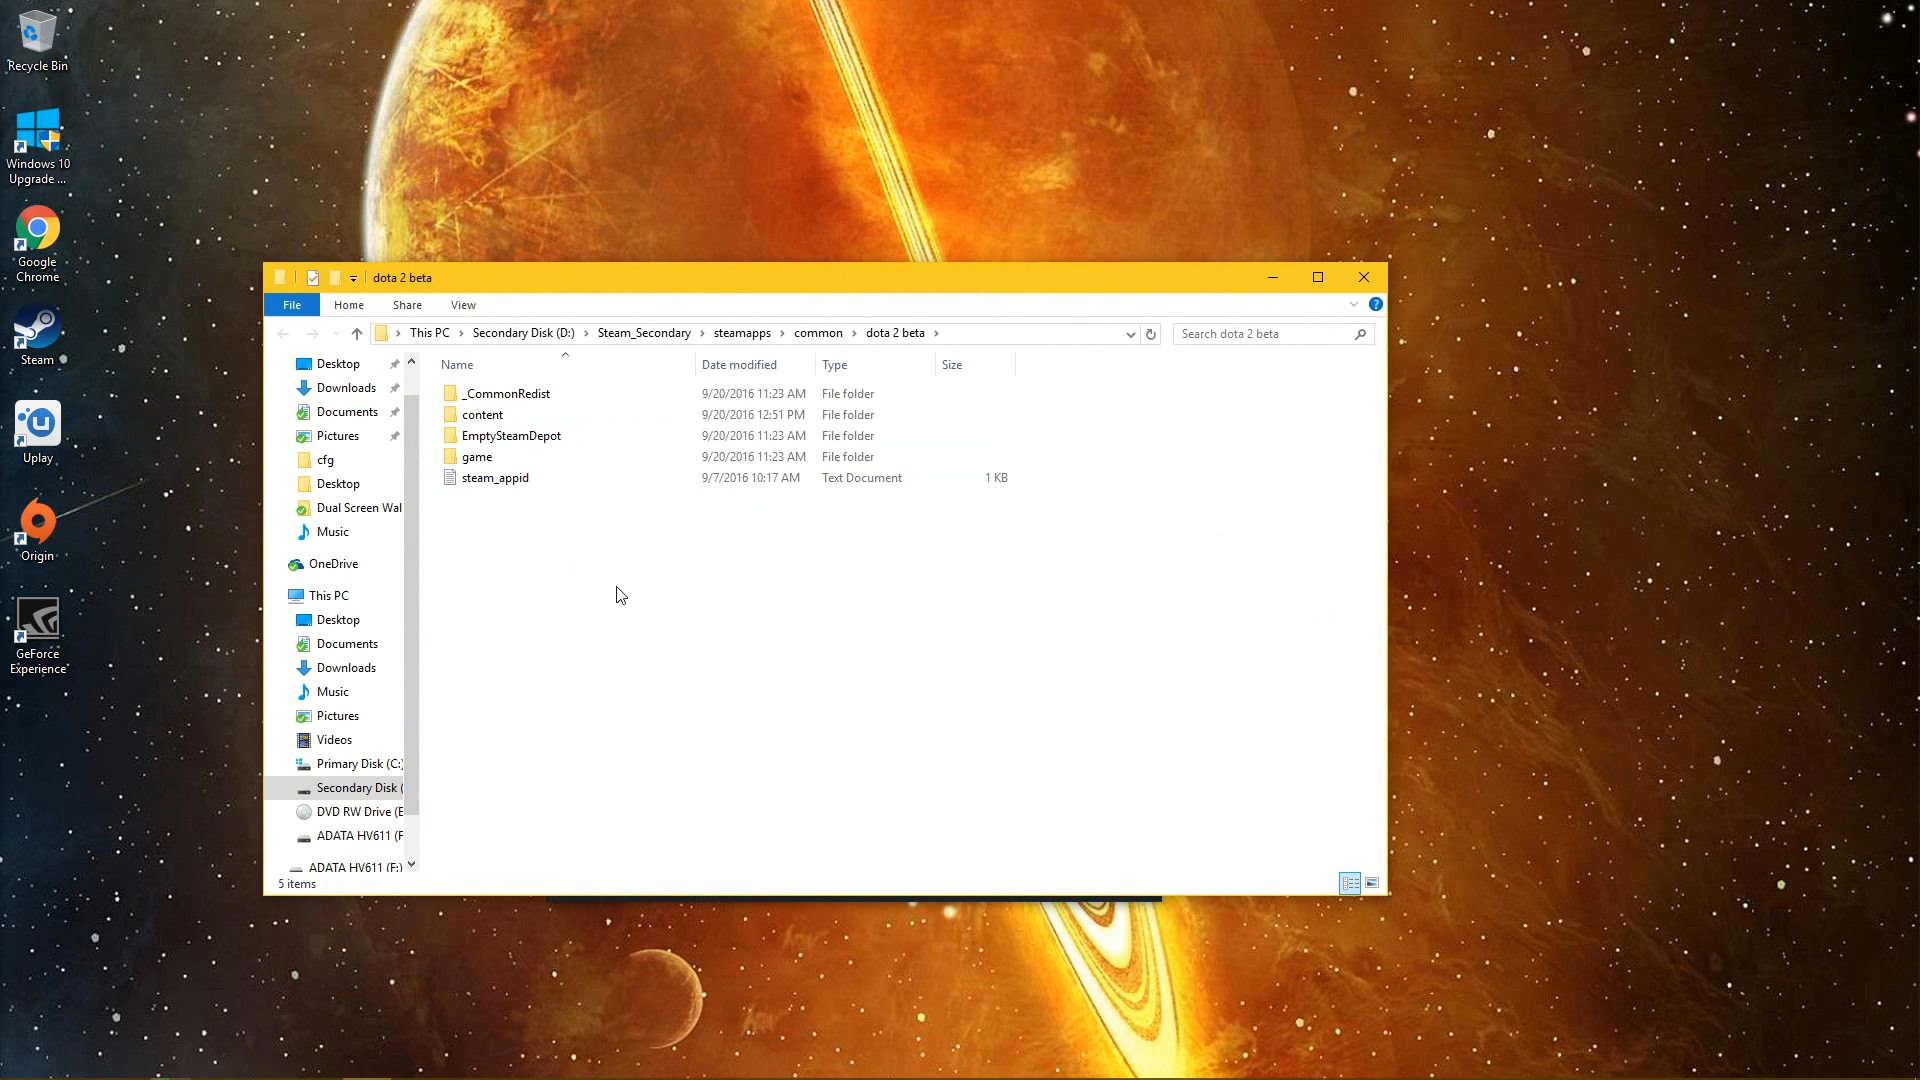 Recycle Bin
Windows 10
Upgrade ...
Google
Chrome
Steam
Uplay
Origin
GeForce
Experience
dota 2 beta
File Home Share View
This PC Secondary Disk (D:) Steam_Secondary steamapps common dota 2 beta
Search dota 2 beta
Name Date modified Type Size
_CommonRedist 9/20/2016 11:23 AM File folder
content 9/20/2016 12:51 PM File folder
EmptySteamDepot 9/20/2016 11:23 AM File folder
game 9/20/2016 11:23 AM File folder
steam_appid 9/7/2016 10:17 AM Text Document 1 KB
Desktop
Downloads
Documents
Pictures
cfg
Desktop
Dual Screen Wal
Music
OneDrive
This PC
Desktop
Documents
Downloads
Music
Pictures
Videos
Primary Disk (C:)
Secondary Disk (
DVD RW Drive (E
ADATA HV611 (F
ADATA HV611 (F:)
5 items